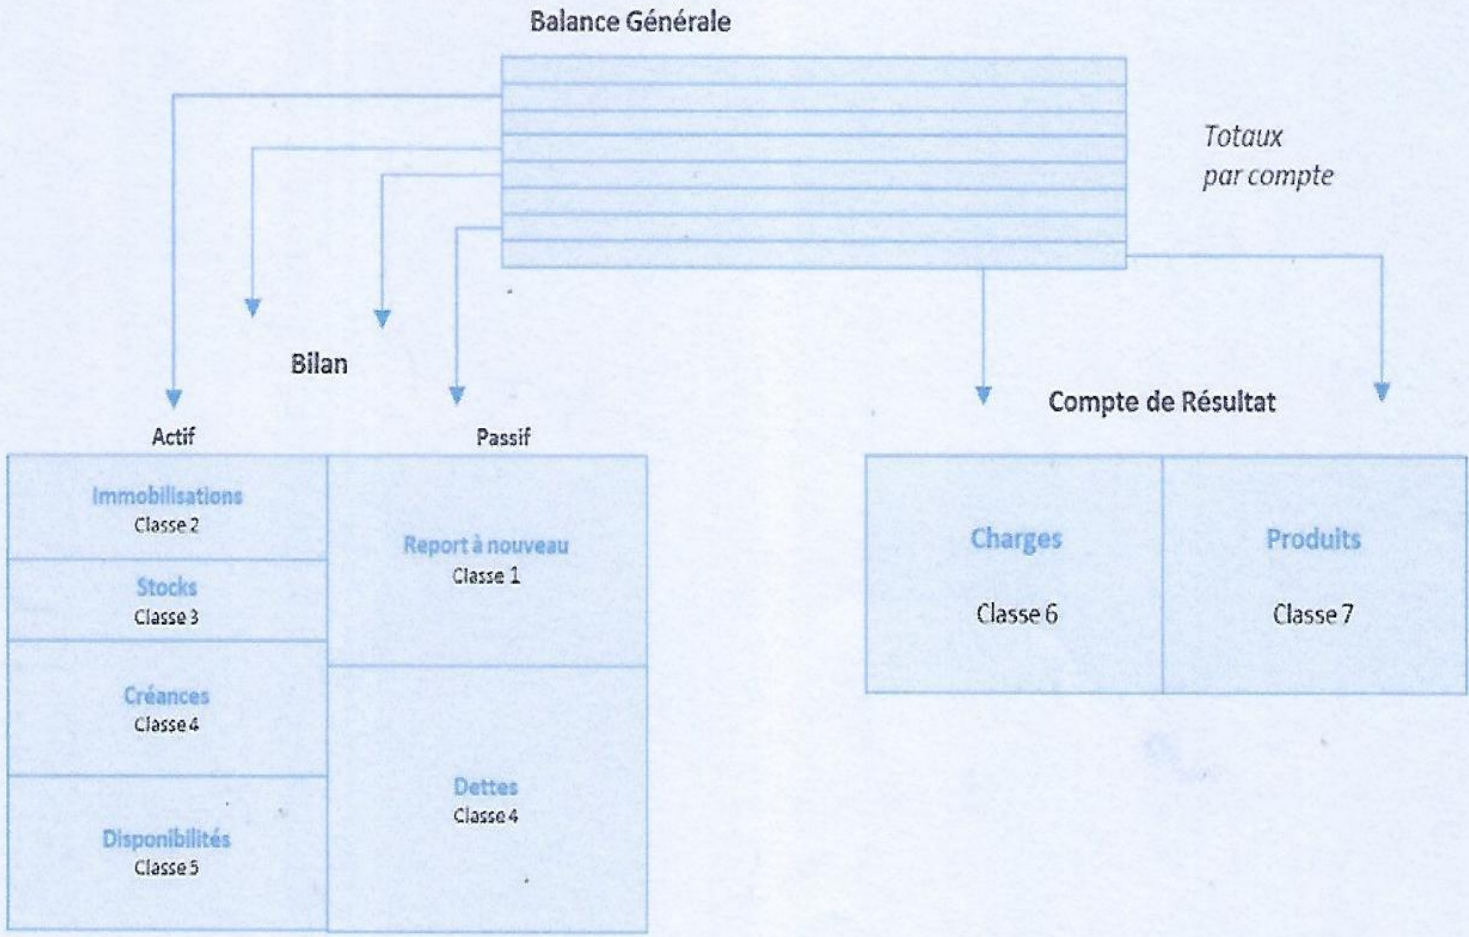 Balance Générale
Totaux
par compte
Bilan
Compte de Résultat
Actif
Passif
Immobilisations
Classe 2
Stocks
Classe 3
Créances
Classe 4
Disponibilités
Classe 5
Report à nouveau
Classe 1
Dettes
Classe 4
Charges
Classe 6
Produits
Classe 7